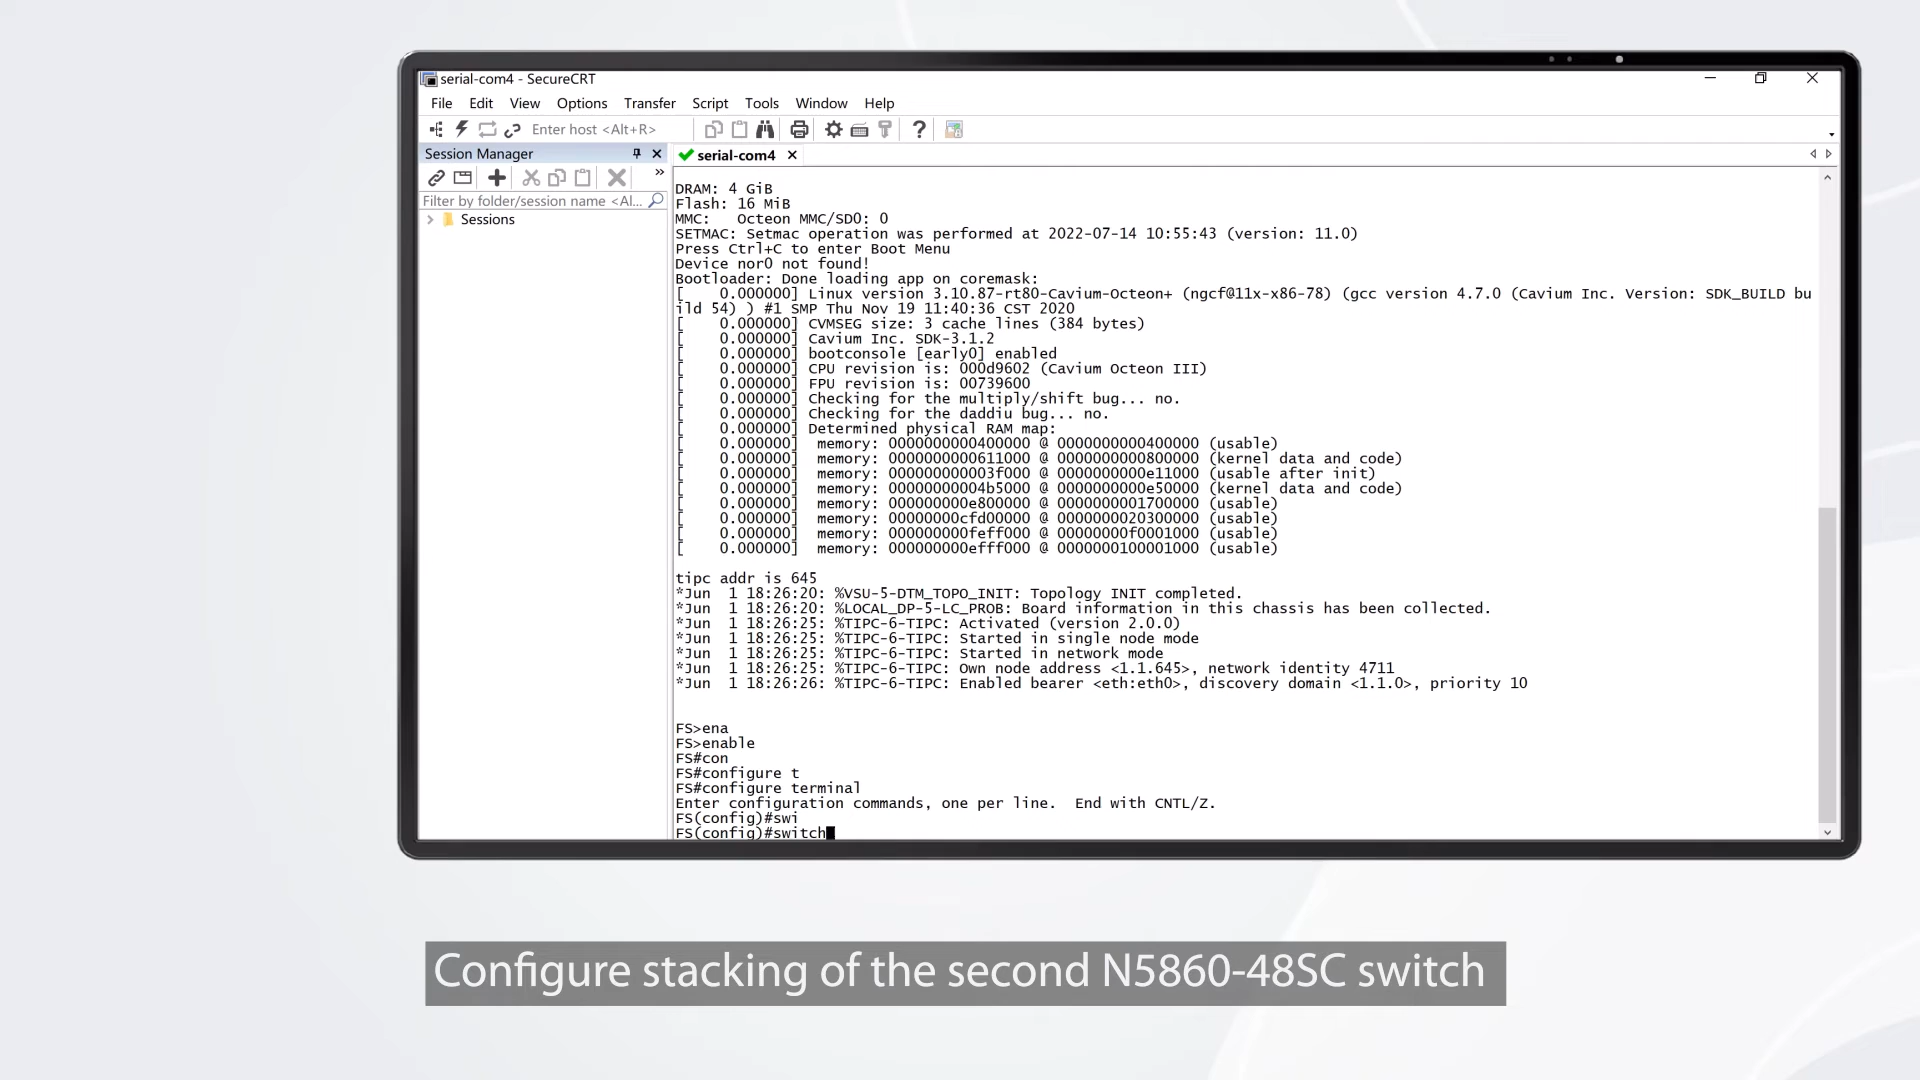 serial-com4 - SecureCRT
File Edit View Options Transfer Script Tools Window Help
Enter host <Alt+R>
Session Manager
serial-com4
Filter by folder/session name <Al...
Sessions
DRAM: 4 GiB
Flash: 16 MiB
MMC:   Octeon MMC/SD0: 0
SETMAC: Setmac operation was performed at 2022-07-14 10:55:43 (version: 11.0)
Press Ctrl+C to enter Boot Menu
Device nor0 not found!
Bootloader: Done loading app on coremask:
[    0.000000] Linux version 3.10.87-rt80-Cavium-Octeon+ (ngcf@11x-x86-78) (gcc version 4.7.0 (Cavium Inc. Version: SDK_BUILD bu
ild 54) ) #1 SMP Thu Nov 19 11:40:36 CST 2020
[    0.000000] CVMSEG size: 3 cache lines (384 bytes)
[    0.000000] Cavium Inc. SDK-3.1.2
[    0.000000] bootconsole [early0] enabled
[    0.000000] CPU revision is: 000d9602 (Cavium Octeon III)
[    0.000000] FPU revision is: 00739600
[    0.000000] Checking for the multiply/shift bug... no.
[    0.000000] Checking for the daddiu bug... no.
[    0.000000] Determined physical RAM map:
[    0.000000]  memory: 0000000000400000 @ 0000000000400000 (usable)
[    0.000000]  memory: 0000000000611000 @ 0000000000800000 (kernel data and code)
[    0.000000]  memory: 000000000003f000 @ 0000000000e11000 (usable after init)
[    0.000000]  memory: 00000000004b5000 @ 0000000000e50000 (kernel data and code)
[    0.000000]  memory: 000000000e800000 @ 0000000001700000 (usable)
[    0.000000]  memory: 00000000cfd00000 @ 0000000020300000 (usable)
[    0.000000]  memory: 000000000feff000 @ 00000000f0001000 (usable)
[    0.000000]  memory: 000000000efff000 @ 0000000100001000 (usable)
tipc addr is 645
*Jun  1 18:26:20: %VSU-5-DTM_TOPO_INIT: Topology INIT completed.
*Jun  1 18:26:20: %LOCAL_DP-5-LC_PROB: Board information in this chassis has been collected.
*Jun  1 18:26:25: %TIPC-6-TIPC: Activated (version 2.0.0)
*Jun  1 18:26:25: %TIPC-6-TIPC: Started in single node mode
*Jun  1 18:26:25: %TIPC-6-TIPC: Started in network mode
*Jun  1 18:26:25: %TIPC-6-TIPC: Own node address <1.1.645>, network identity 4711
*Jun  1 18:26:26: %TIPC-6-TIPC: Enabled bearer <eth:eth0>, discovery domain <1.1.0>, priority 10
FS>ena
FS>enable
FS#con
FS#configure t
FS#configure terminal
Enter configuration commands, one per line.  End with CNTL/Z.
FS(config)#swi
FS(config)#switch
Configure stacking of the second N5860-48SC switch